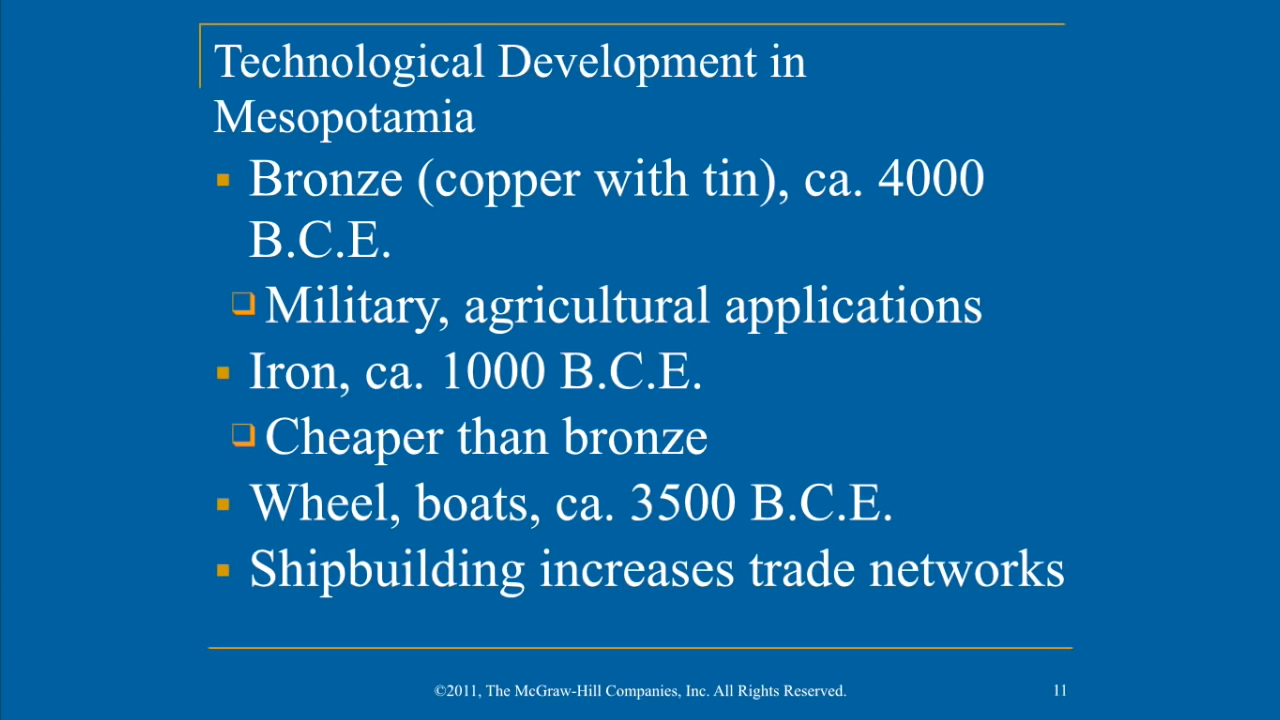 Technological Development in
Mesopotamia
Bronze (copper with tin), ca. 4000
B.C.E.
Military, agricultural applications
Iron, ca. 1000 B.C.E.
Cheaper than bronze
Wheel, boats, ca. 3500 B.C.E.
Shipbuilding increases trade networks
©2011, The McGraw-Hill Companies, Inc. All Rights Reserved.
11